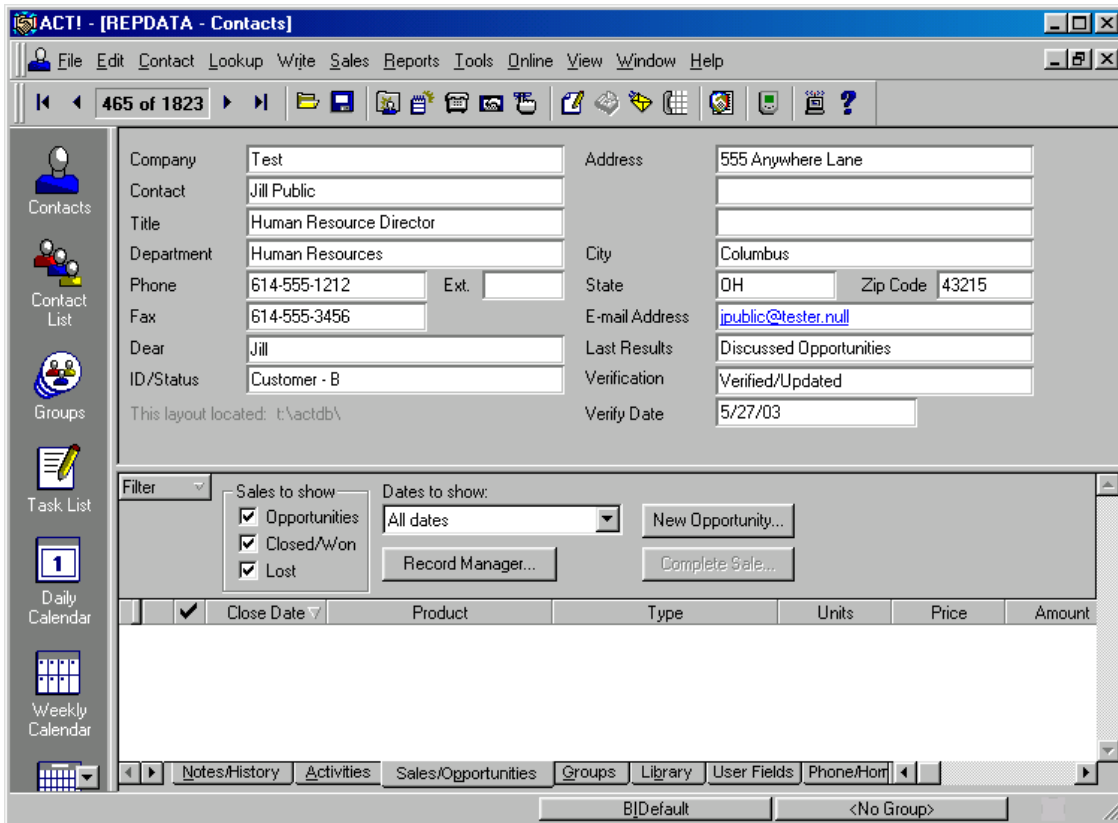 ACT! - [REPDATA - Contacts]
File Edit Contact Lookup Write Sales Reports Tools Online View Window Help
465 of 1823
Contacts
Contact
List
Groups
Task List
1
Daily
Calendar
Weekly
Calendar
Company Test
Contact Jill Public
Title Human Resource Director
Department Human Resources
Phone 614-555-1212 Ext.
Fax 614-555-3456
Dear Jill
ID/Status Customer - B
This layout located: t:\actdb\
Address 555 Anywhere Lane
City Columbus
State OH Zip Code 43215
E-mail Address jpublic@tester.null
Last Results Discussed Opportunities
Verification Verified/Updated
Verify Date 5/27/03
Filter
Sales to show
Opportunities
Closed/Won
Lost
Dates to show:
All dates
Record Manager...
New Opportunity...
Complete Sale...
Close Date Product Type Units Price Amount
Notes/History Activities Sales/Opportunities Groups Library User Fields Phone/Hom
BIDefault <No Group>